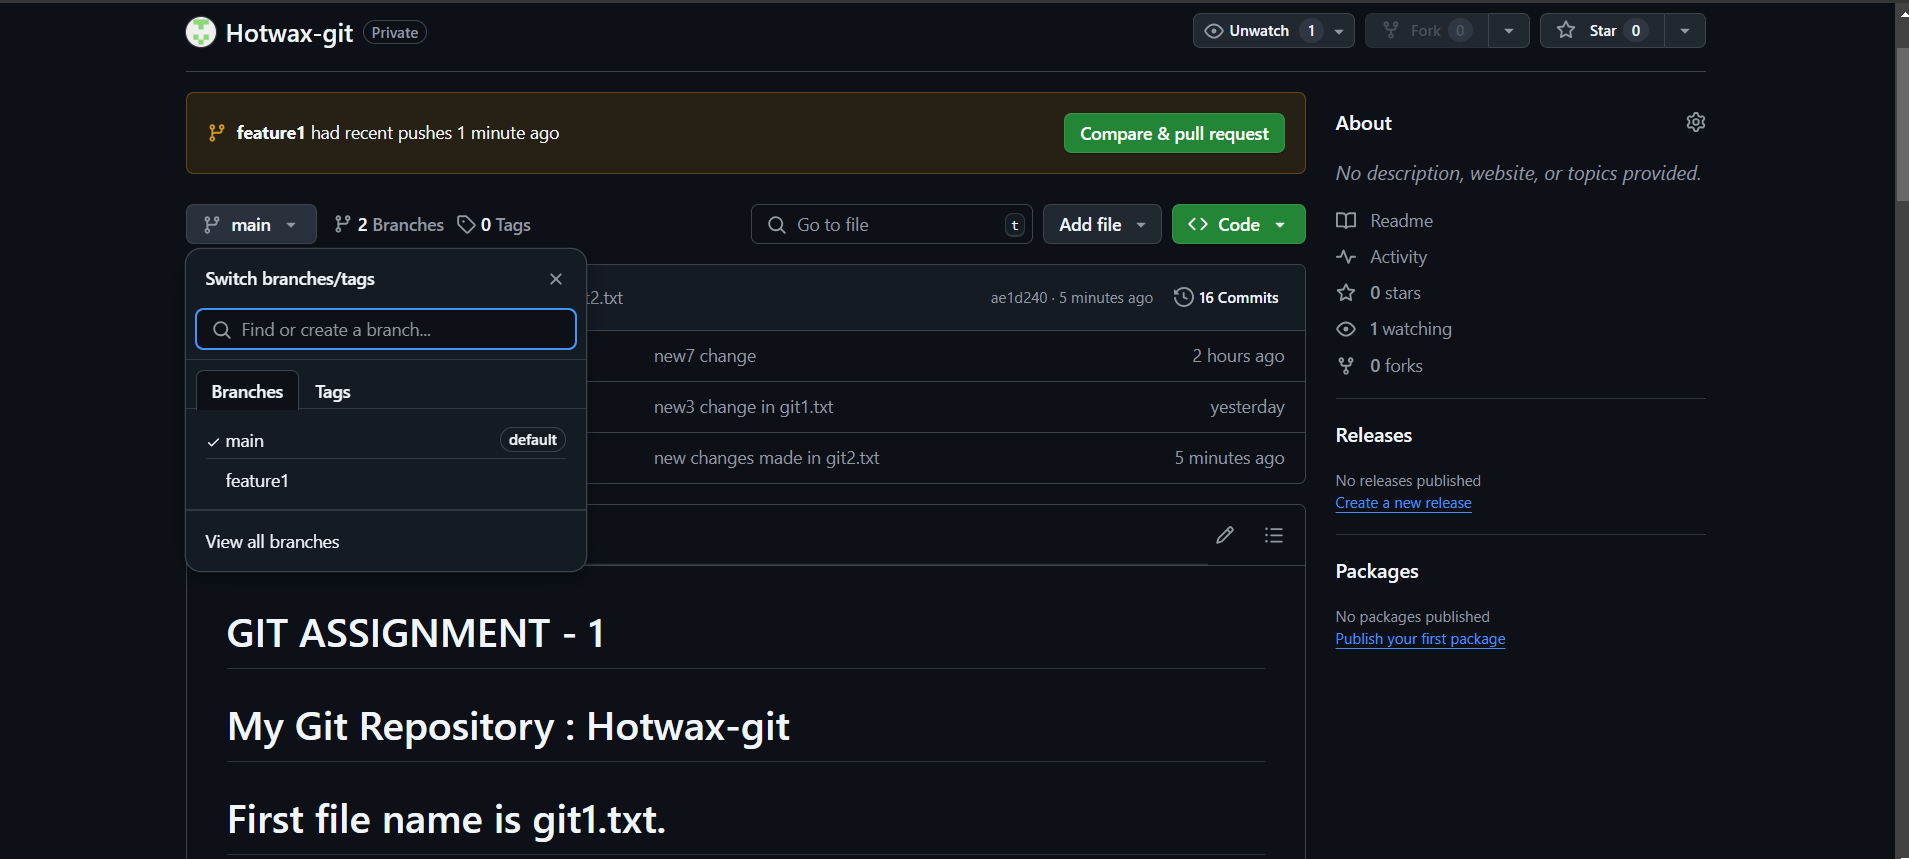 Hotwax-git Private
Unwatch 1
Fork 0
Star 0
feature1 had recent pushes 1 minute ago
Compare & pull request
main
2 Branches
0 Tags
Go to file
t
Add file
Code
Switch branches/tags
Find or create a branch...
Branches
Tags
main
default
feature1
View all branches
t2.txt
ae1d240 · 5 minutes ago
16 Commits
new7 change
2 hours ago
new3 change in git1.txt
yesterday
new changes made in git2.txt
5 minutes ago
GIT ASSIGNMENT - 1
My Git Repository : Hotwax-git
First file name is git1.txt.
About
No description, website, or topics provided.
Readme
Activity
0 stars
1 watching
0 forks
Releases
No releases published
Create a new release
Packages
No packages published
Publish your first package